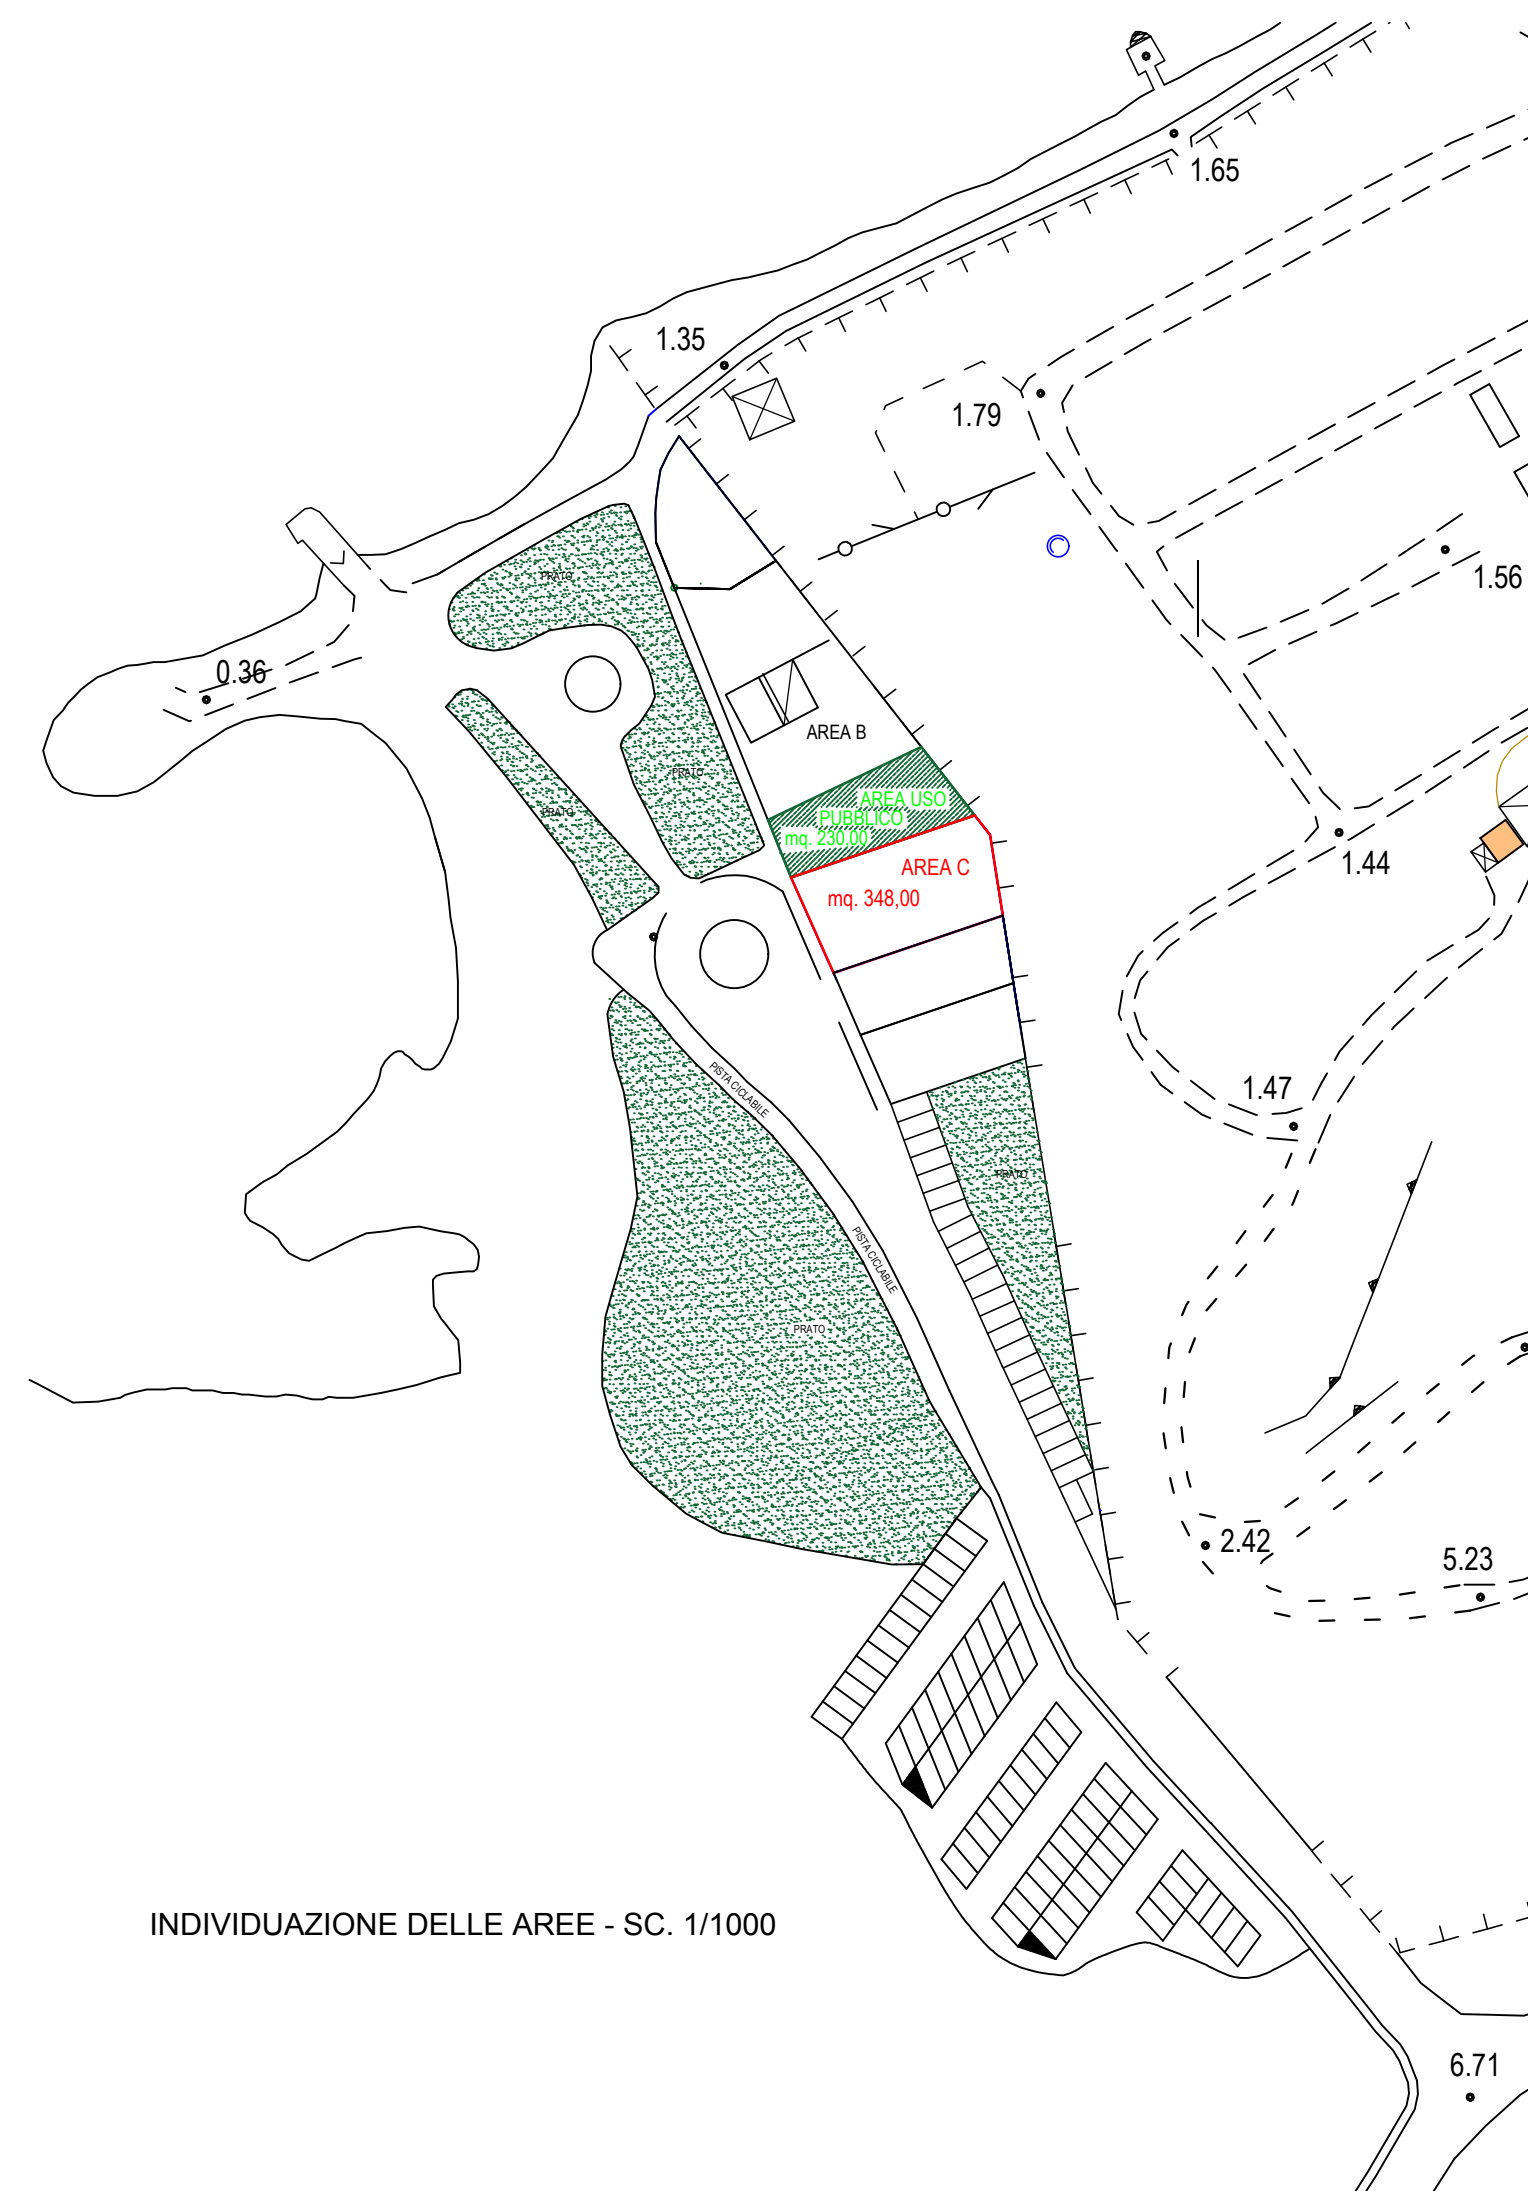 1.65
1.35
1.79
1.56
PRATO
0.36
AREA B
PRATO
AREA USO
PUBBLICO
mq. 230.00
PRATO
1.44
AREA C
mq. 348,00
PISTA CICLABILE
1.47
PRATO
PISTA CICLABILE
PRATO
2.42
5.23
INDIVIDUAZIONE DELLE AREE - SC. 1/1000
6.71